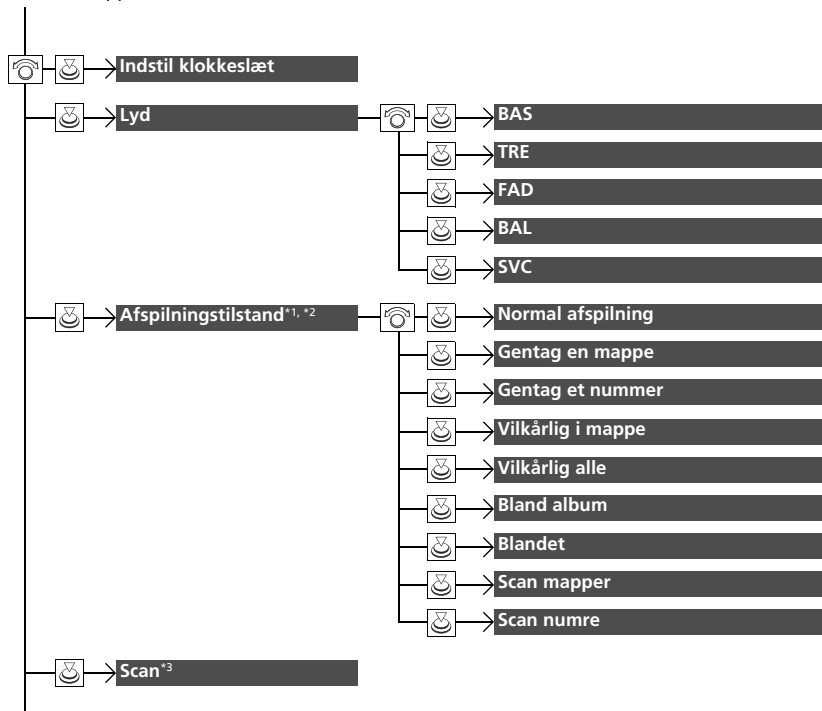 Indstil klokkeslæt
Lyd
BAS
TRE
FAD
BAL
SVC
Afspilningstilstand*1, *2
Normal afspilning
Gentag en mappe
Gentag et nummer
Vilkårlig i mappe
Vilkårlig alle
Bland album
Blandet
Scan mapper
Scan numre
Scan*3